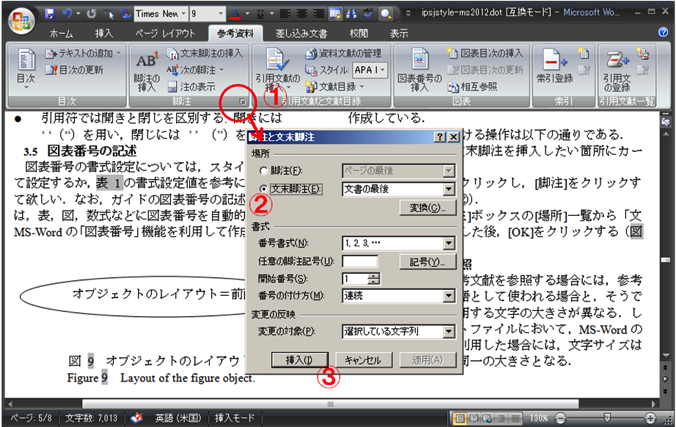 ipsjstyle-ms2012.dot [互換モード] - Microsoft Wo...
Times New
9
ホーム 挿入 ページ レイアウト 参考資料 差し込み文書 校閲 表示
目次
テキストの追加
目次の更新
目次
AB¹
脚注の挿入
文末脚注の挿入
次の脚注
注の表示
脚注
引用文献の挿入
資料文献の管理
スタイル: APA
文献目録
引用文献と文献目録
図表番号の挿入
図表目次の挿入
図表目次の更新
相互参照
図表
索引登録
索引
引用文の登録
引用文献一覧
①
● 引用符では開きと閉じを区別する.開きには
作成している.
3.5 図表番号の記述
図表番号の書式設定については,スタイ
て設定するか,表 1 の書式設定値を参考に
て欲しい.なお,ガイドの図表番号の記述
は,表,図,数式などに図表番号を自動的
MS-Word の「図表番号」機能を利用して作成
ける操作は以下の通りである.
末脚注を挿入したい箇所にカー
クリックし,[脚注]をクリックす
]ボックスの[場所]一覧から「文
した後,[OK]をクリックする(図
照
考文献を参照する場合には,参考
語として使われる場合と,そうで
用する文字の大きさが異なる.し
トファイルにおいて,MS-Word の
利用した場合には,文字サイズは
同一の大きさとなる.
オブジェクトのレイアウト=前面
図 9 オブジェクトのレイアウ
Figure 9 Layout of the figure object.
脚注と文末脚注
場所
脚注(F): ページの最後
文末脚注(E): 文書の最後
②
変換(C)...
書式
番号書式(N): 1, 2, 3, …
任意の脚注記号(U): 記号(Y)...
開始番号(S): 1
番号の付け方(M): 連続
変更の反映
変更の対象(P): 選択している文字列
挿入(I) キャンセル 適用(A)
③
ページ: 5/8 文字数: 7,013 英語 (米国) 挿入モード 130%